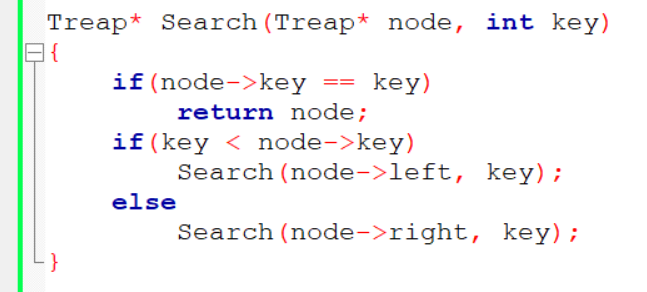 Treap* Search(Treap* node, int key)
{
    if(node->key == key)
        return node;
    if(key < node->key)
        Search(node->left, key);
    else
        Search(node->right, key);
}